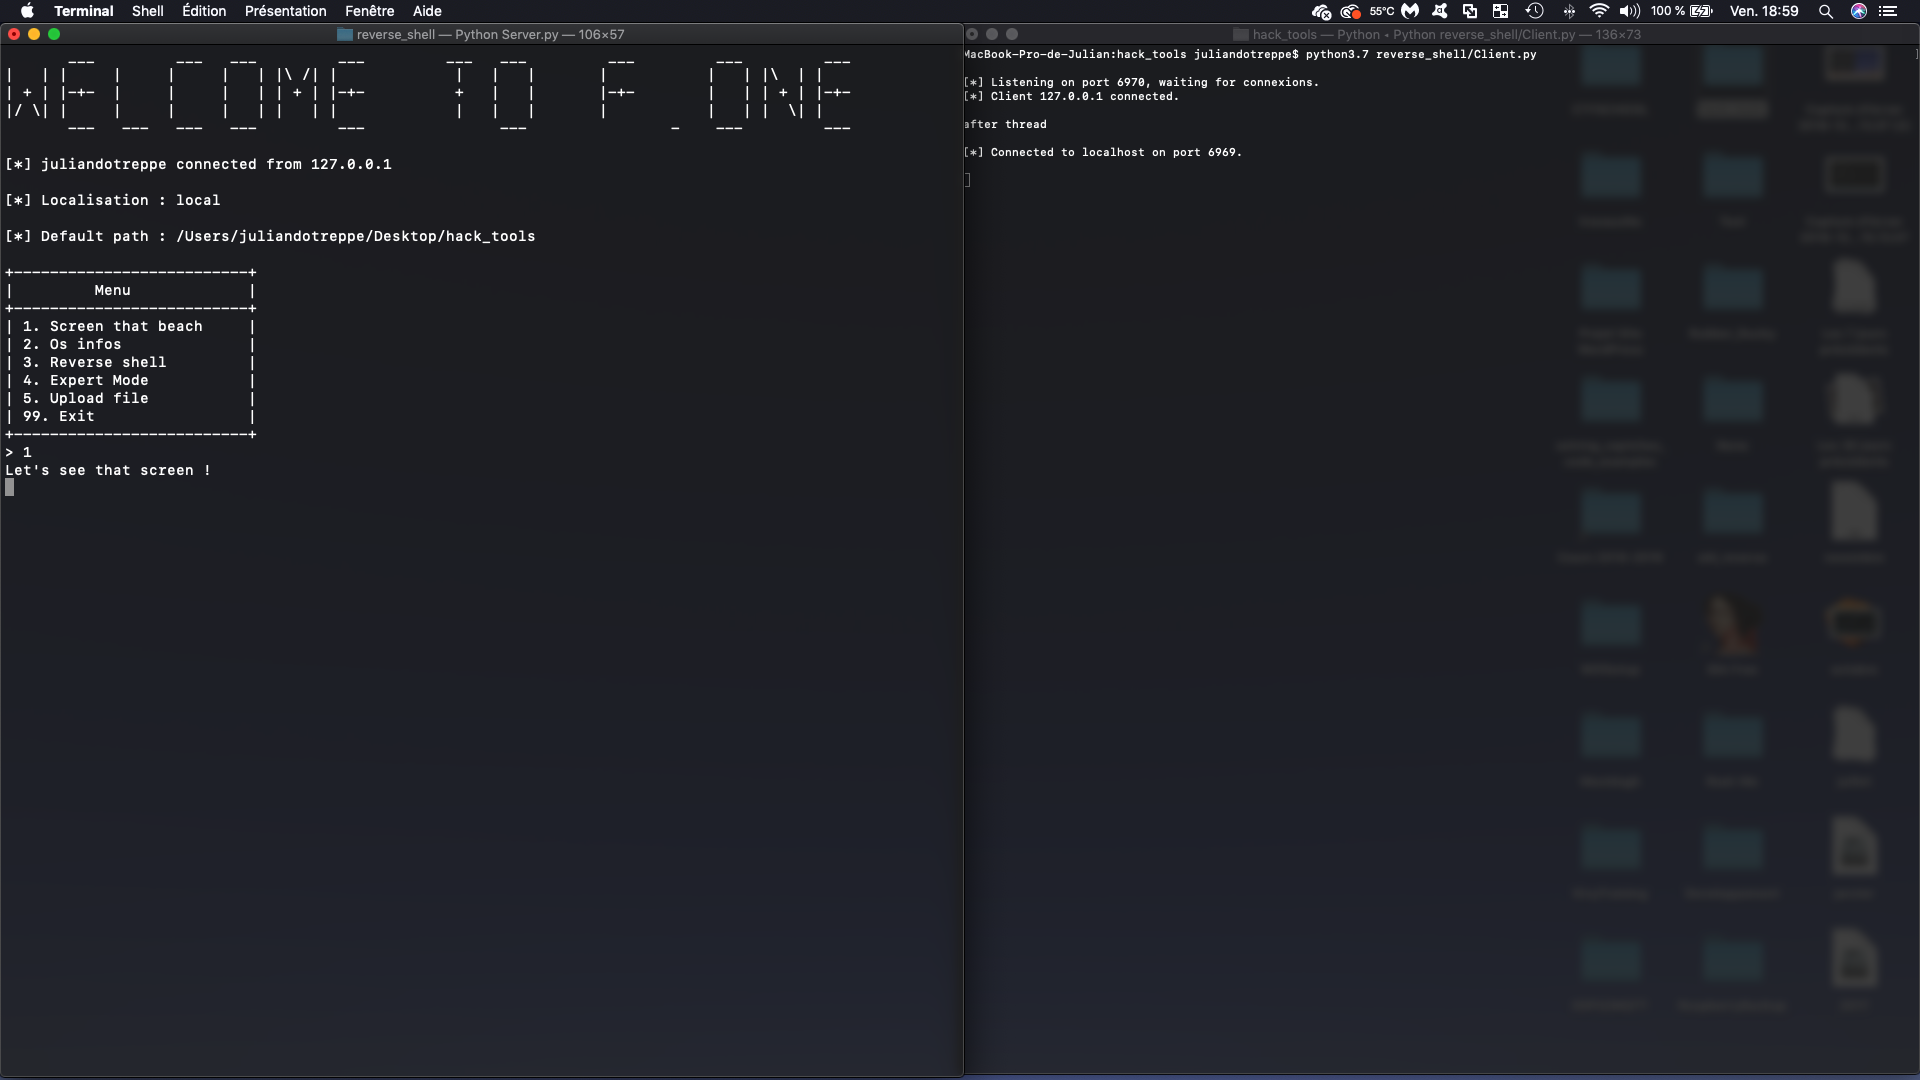 Terminal Shell Édition Présentation Fenêtre Aide
55°C 100 % Ven. 18:59
reverse_shell — Python Server.py — 106×57
WELCOME TO F_ONE
[*] juliandotreppe connected from 127.0.0.1
[*] Localisation : local
[*] Default path : /Users/juliandotreppe/Desktop/hack_tools
+--------------------------+
| Menu |
+--------------------------+
| 1. Screen that beach |
| 2. Os infos |
| 3. Reverse shell |
| 4. Expert Mode |
| 5. Upload file |
| 99. Exit |
+--------------------------+
> 1
Let's see that screen !
hack_tools — Python • Python reverse_shell/Client.py — 136×73
MacBook-Pro-de-Julian:hack_tools juliandotreppe$ python3.7 reverse_shell/Client.py
[*] Listening on port 6970, waiting for connexions.
[*] Client 127.0.0.1 connected.
after thread
[*] Connected to localhost on port 6969.